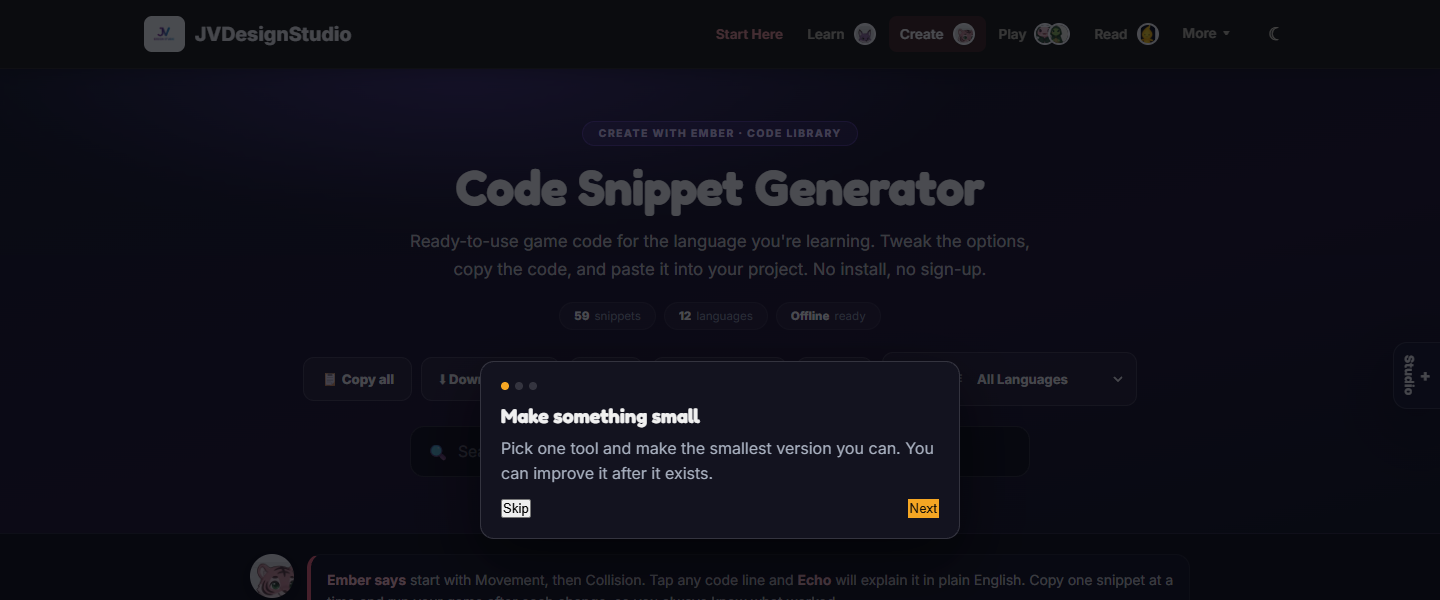 JVDesignStudio
Start Here
Learn
Create
Play
Read
More
CREATE WITH EMBER · CODE LIBRARY
Code Snippet Generator
Ready-to-use game code for the language you're learning. Tweak the options,
copy the code, and paste it into your project. No install, no sign-up.
59 snippets
12 languages
Offline ready
Copy all
All Languages
Studio
Make something small
Pick one tool and make the smallest version you can. You
can improve it after it exists.
Skip
Next
Ember says start with Movement, then Collision. Tap any code line and Echo will explain it in plain English. Copy one snippet at a